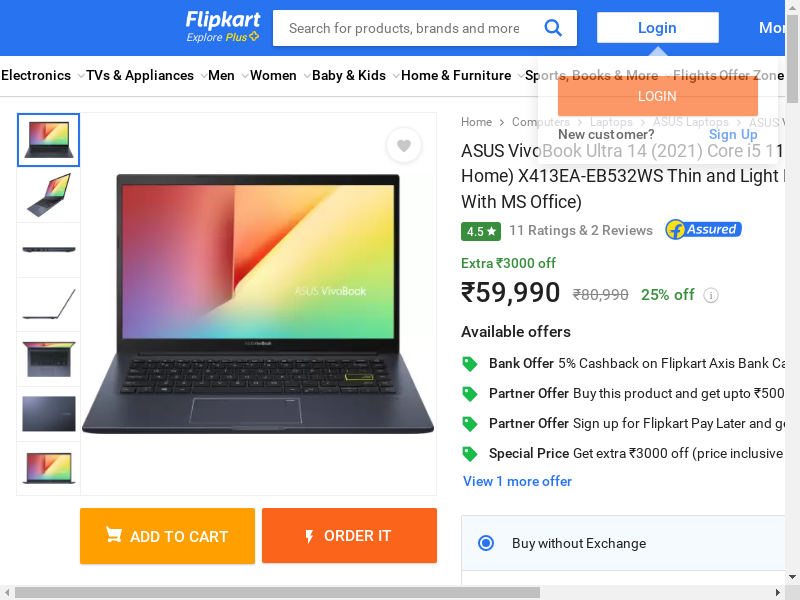 Flipkart
Explore Plus
Search for products, brands and more
Login
Electronics
TVs & Appliances
Men
Women
Baby & Kids
Home & Furniture
Sports, Books & More
Flights
Offer Zone
LOGIN
New customer?
Sign Up
Home
Computers
Laptops
ASUS Laptops
ASUS
ASUS VivoBook Ultra 14 (2021) Core i5 11
Home) X413EA-EB532WS Thin and Light
With MS Office)
4.5
11 Ratings & 2 Reviews
Assured
Extra ₹3000 off
₹59,990
₹80,990
25% off
Available offers
Bank Offer 5% Cashback on Flipkart Axis Bank
Partner Offer Buy this product and get upto ₹500
Partner Offer Sign up for Flipkart Pay Later and
Special Price Get extra ₹3000 off (price inclusive
View 1 more offer
ASUS VivoBook
ADD TO CART
ORDER IT
Buy without Exchange